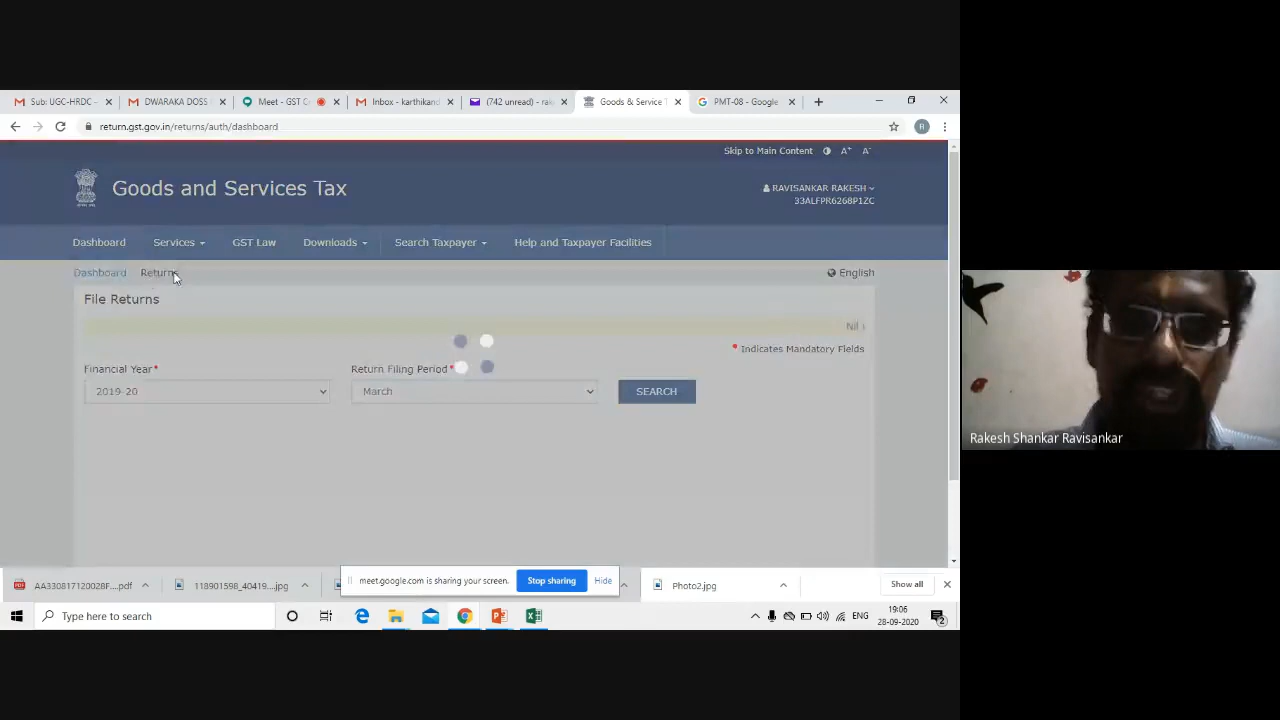 Sub: UGC-HRDC -
DWARAKA DOSS
Meet - GST C
Inbox - karthikand
(742 unread) - rak
Goods & Service T
PMT-08 - Google
return.gst.gov.in/returns/auth/dashboard
R
Skip to Main Content
A+
A-
Goods and Services Tax
RAVISANKAR RAKESH
33ALFPR6268P1ZC
Dashboard
Services
GST Law
Downloads
Search Taxpayer
Help and Taxpayer Facilities
Dashboard
Returns
English
File Returns
Nil
* Indicates Mandatory Fields
Financial Year*
Return Filing Period*
2019-20
March
SEARCH
Rakesh Shankar Ravisankar
AA330817120028F....pdf
118901598_40419...jpg
meet.google.com is sharing your screen.
Stop sharing
Hide
Photo2.jpg
Show all
Type here to search
ENG
19:06
28-09-2020
2